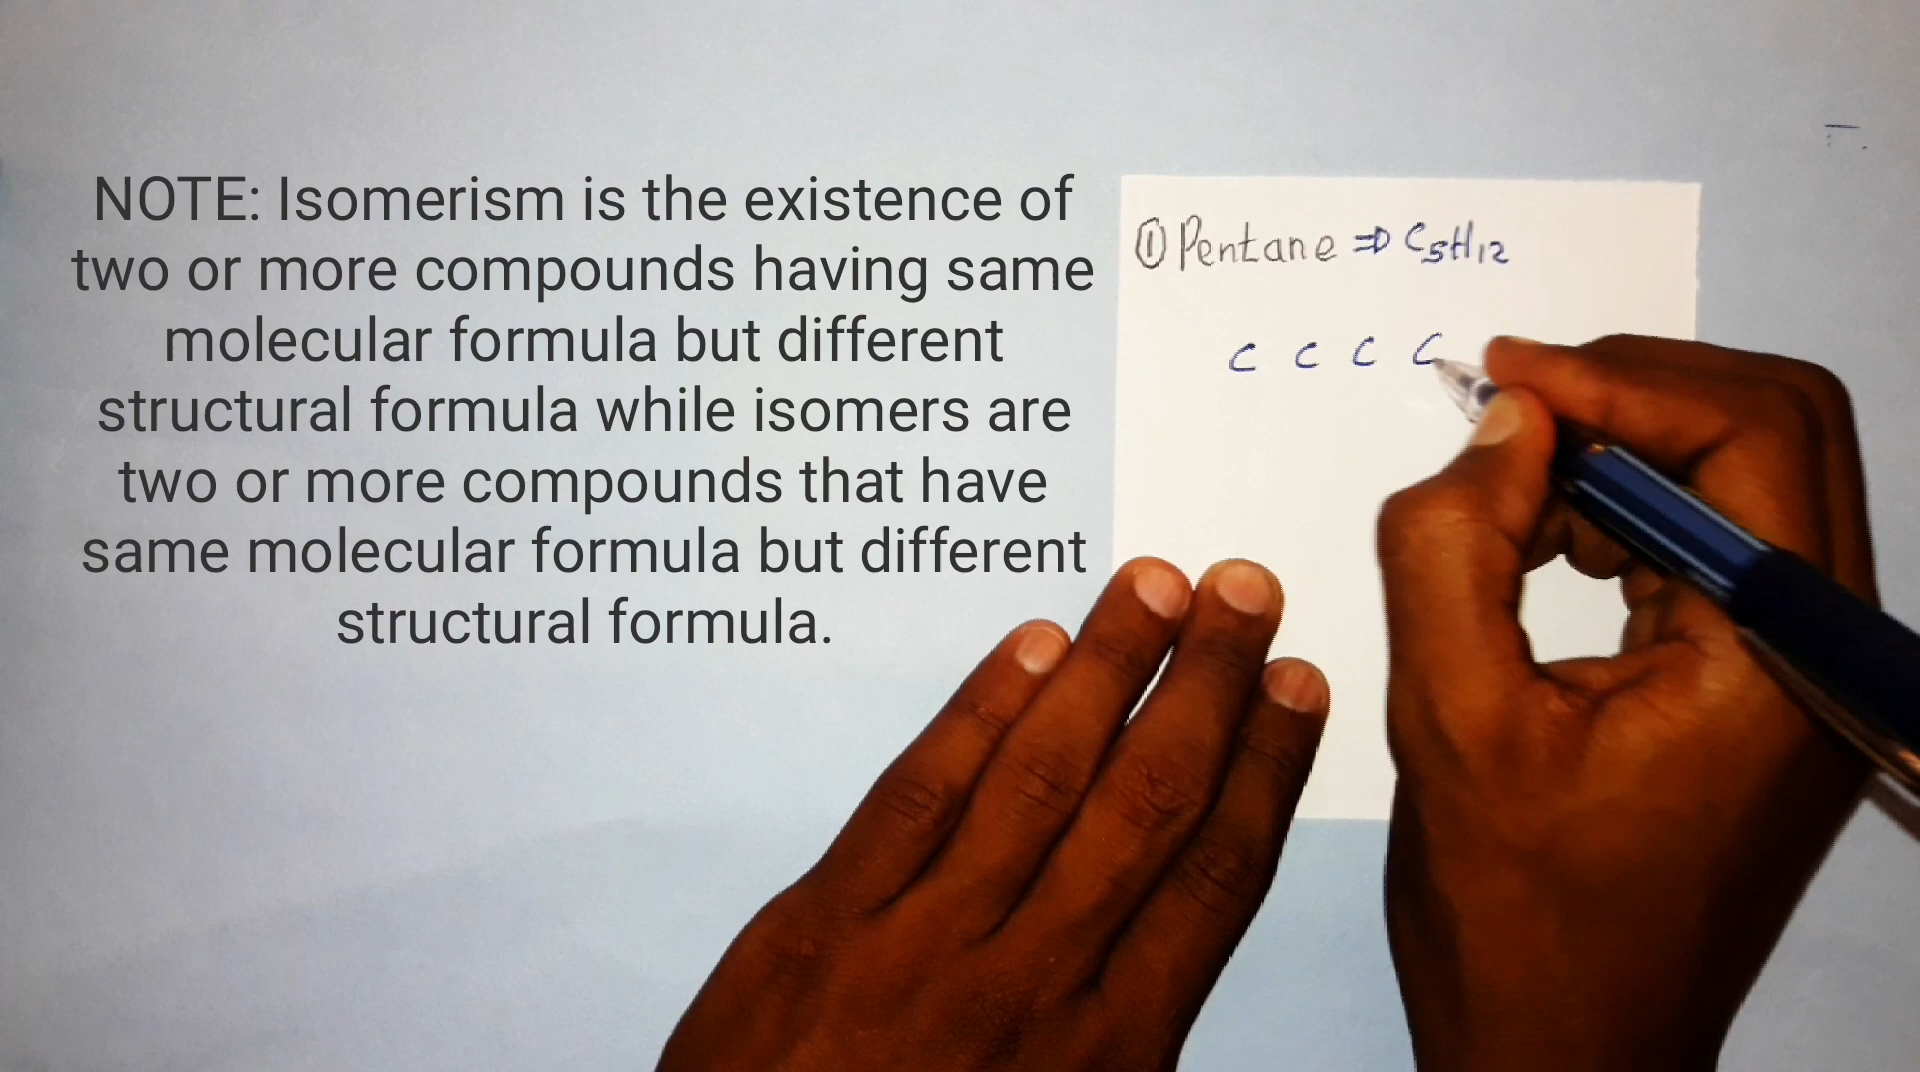 NOTE: Isomerism is the existence of
two or more compounds having same
molecular formula but different
structural formula while isomers are
two or more compounds that have
same molecular formula but different
structural formula.
① Pentane ⇒ C₅H₁₂
C C C C